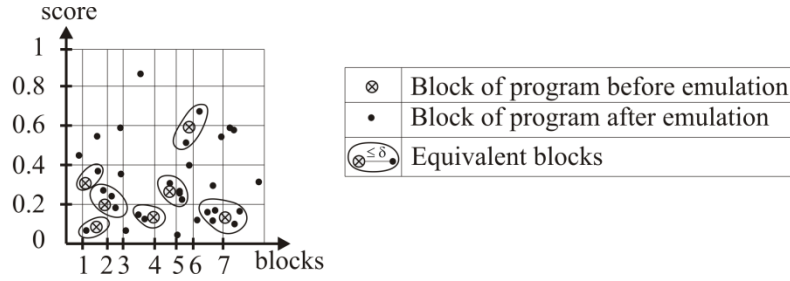 score
1
0.8
0.6
0.4
0.2
0
1 2 3 4 5 6 7 blocks
Block of program before emulation
Block of program after emulation
≤ δ Equivalent blocks